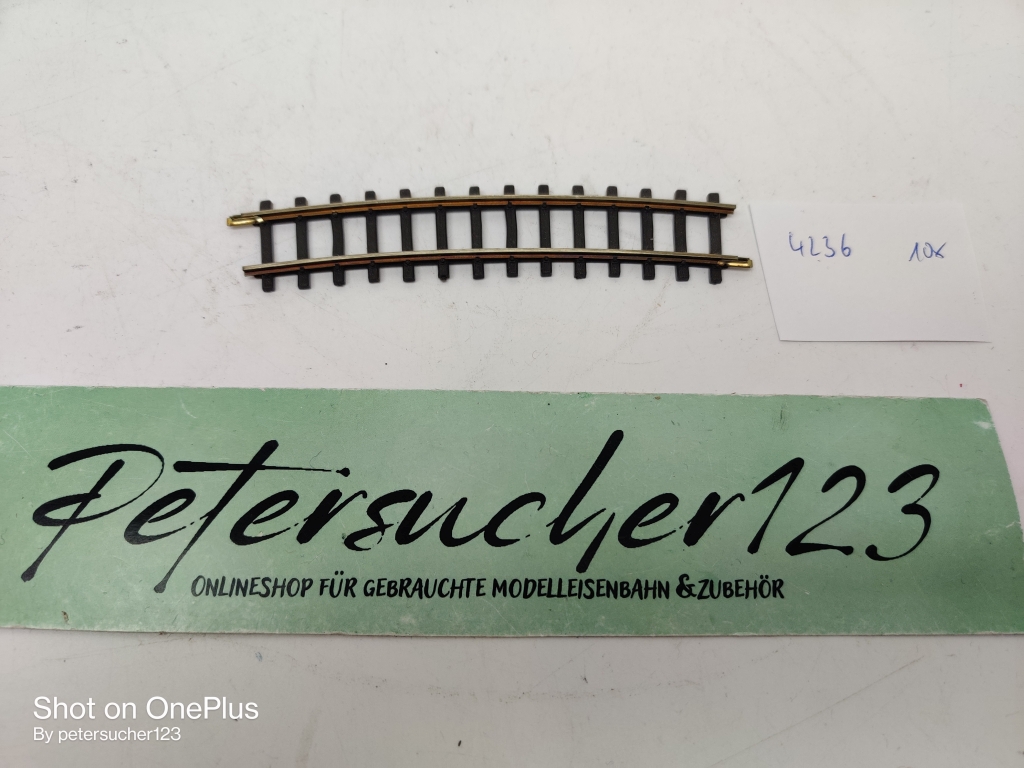 4236 10x
Petersucher123
ONLINESHOP FÜR GEBRAUCHTE MODELLEISENBAHN & ZUBEHÖR
Shot on OnePlus
By petersucher123